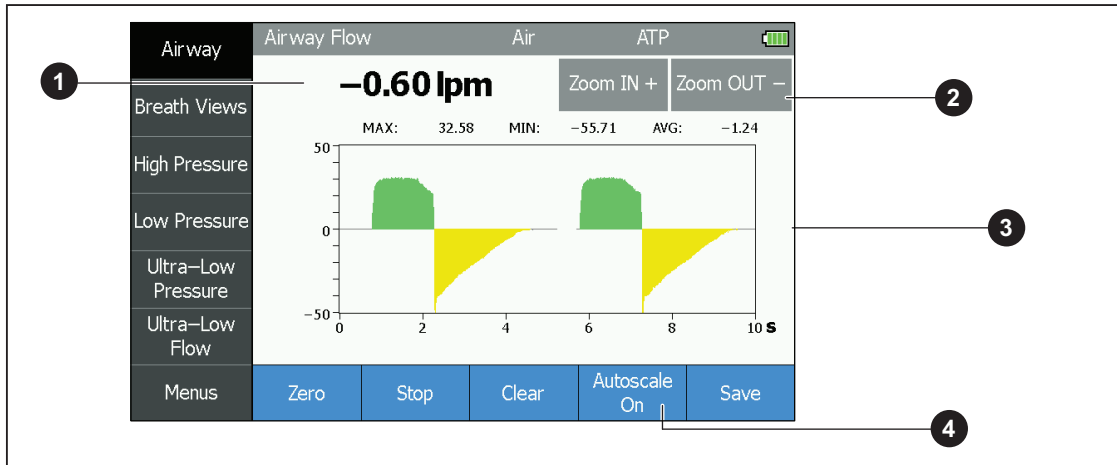 Airway
Airway Flow Air ATP
1
−0.60 lpm
Zoom IN + Zoom OUT −
2
Breath Views
MAX: 32.58 MIN: −55.71 AVG: −1.24
High Pressure
Low Pressure
Ultra−Low
Pressure
Ultra−Low
Flow
Menus
50
0
−50
0 2 4 6 8 10 S
3
Zero Stop Clear Autoscale On Save
4